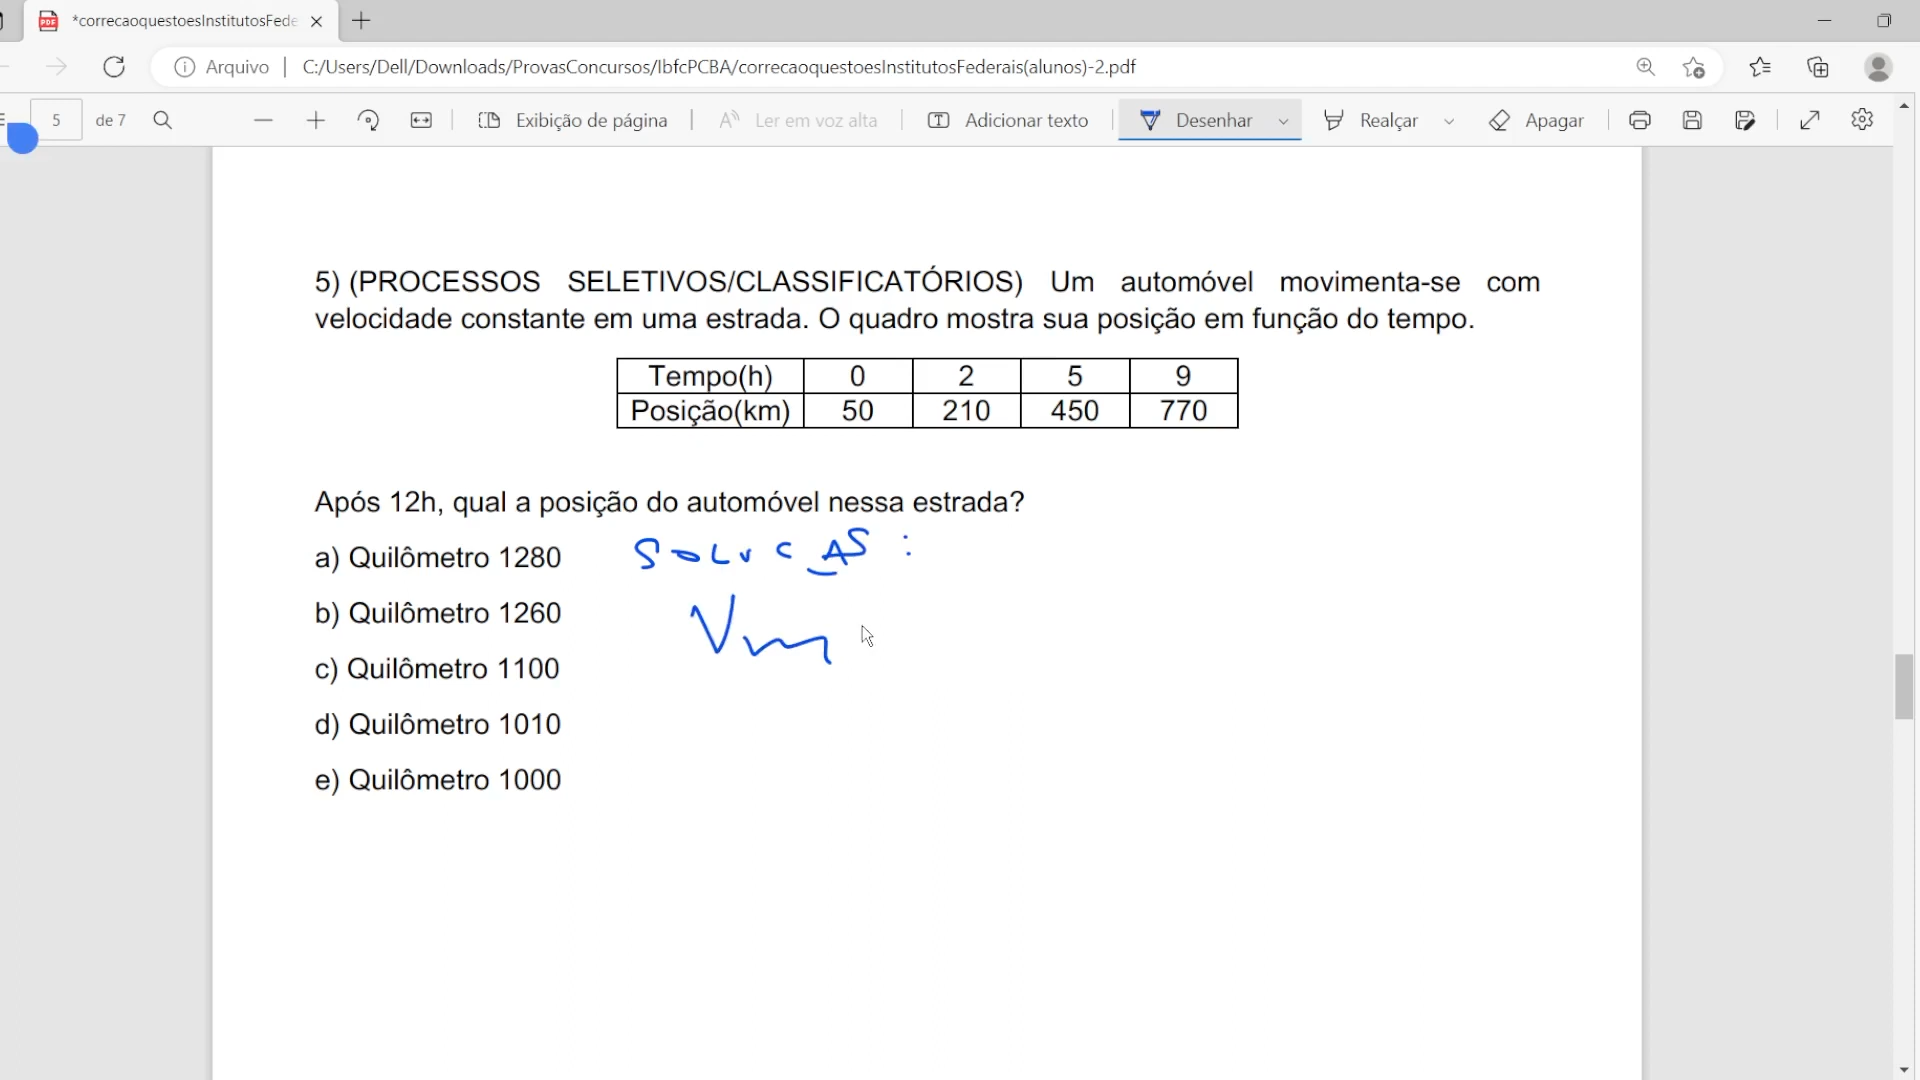 *correcaoquestoesInstitutosFede
Arquivo | C:/Users/Dell/Downloads/ProvasConcursos/IbfcPCBA/correcaoquestoesInstitutosFederais(alunos)-2.pdf
5 de 7 Exibição de página Ler em voz alta Adicionar texto Desenhar Realçar Apagar
5) (PROCESSOS SELETIVOS/CLASSIFICATÓRIOS) Um automóvel movimenta-se com
velocidade constante em uma estrada. O quadro mostra sua posição em função do tempo.
Tempo(h) 0 2 5 9
Posição(km) 50 210 450 770
Após 12h, qual a posição do automóvel nessa estrada?
SOLUCAS :
a) Quilômetro 1280
b) Quilômetro 1260
Vm
c) Quilômetro 1100
d) Quilômetro 1010
e) Quilômetro 1000